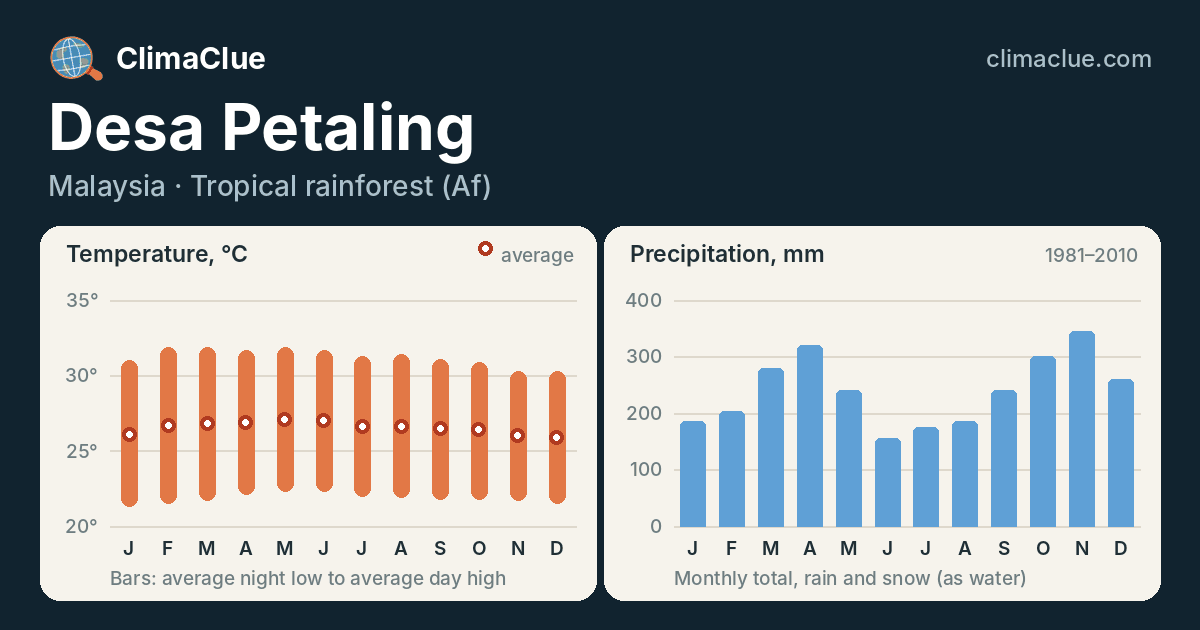 ClimaClue
climaclue.com
Desa Petaling
Malaysia · Tropical rainforest (Af)
Temperature, °C
average
35°
30°
25°
20°
J F M A M J J A S O N D
Bars: average night low to average day high
Precipitation, mm
1981–2010
400
300
200
100
0
J F M A M J J A S O N D
Monthly total, rain and snow (as water)